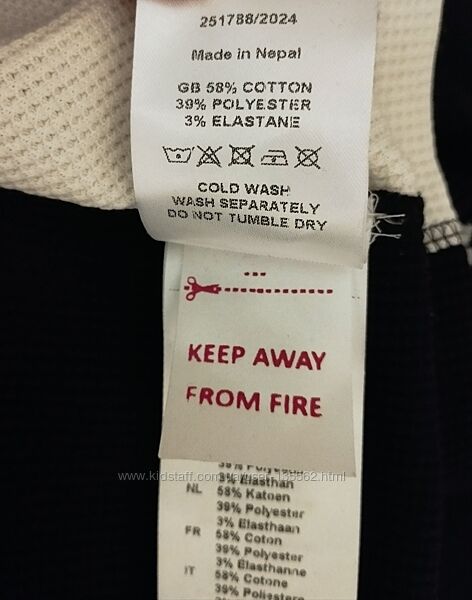 251788/2024
Made in Nepal
GB 58% COTTON
39% POLYESTER
3% ELASTANE
COLD WASH
WASH SEPARATELY
DO NOT TUMBLE DRY
KEEP AWAY
FROM FIRE
3% Elasthan
NL 58% Katoen
39% Polyester
3% Elasthaan
FR 58% Coton
39% Polyester
3% Elasthanne
IT 58% Cotone
39% Poliestere